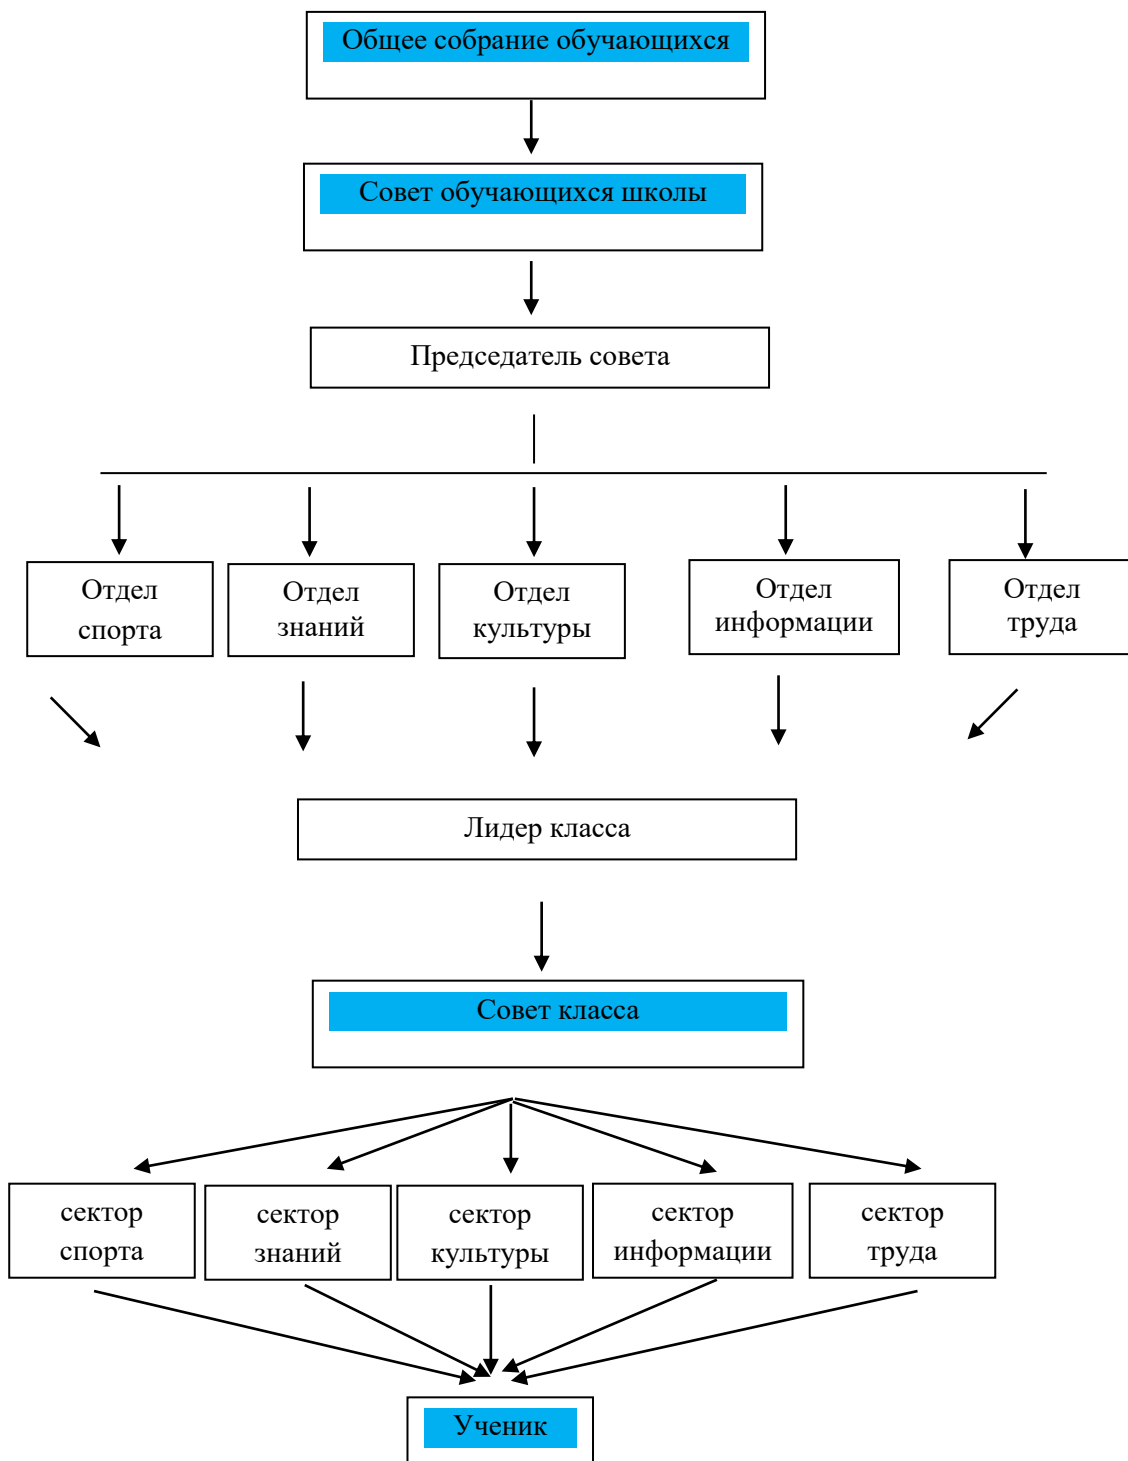 Общее собрание обучающихся
Совет обучающихся школы
Председатель совета
Отдел
спорта
Отдел
знаний
Отдел
культуры
Отдел
информации
Отдел
труда
Лидер класса
Совет класса
сектор
спорта
сектор
знаний
сектор
культуры
сектор
информации
сектор
труда
Ученик